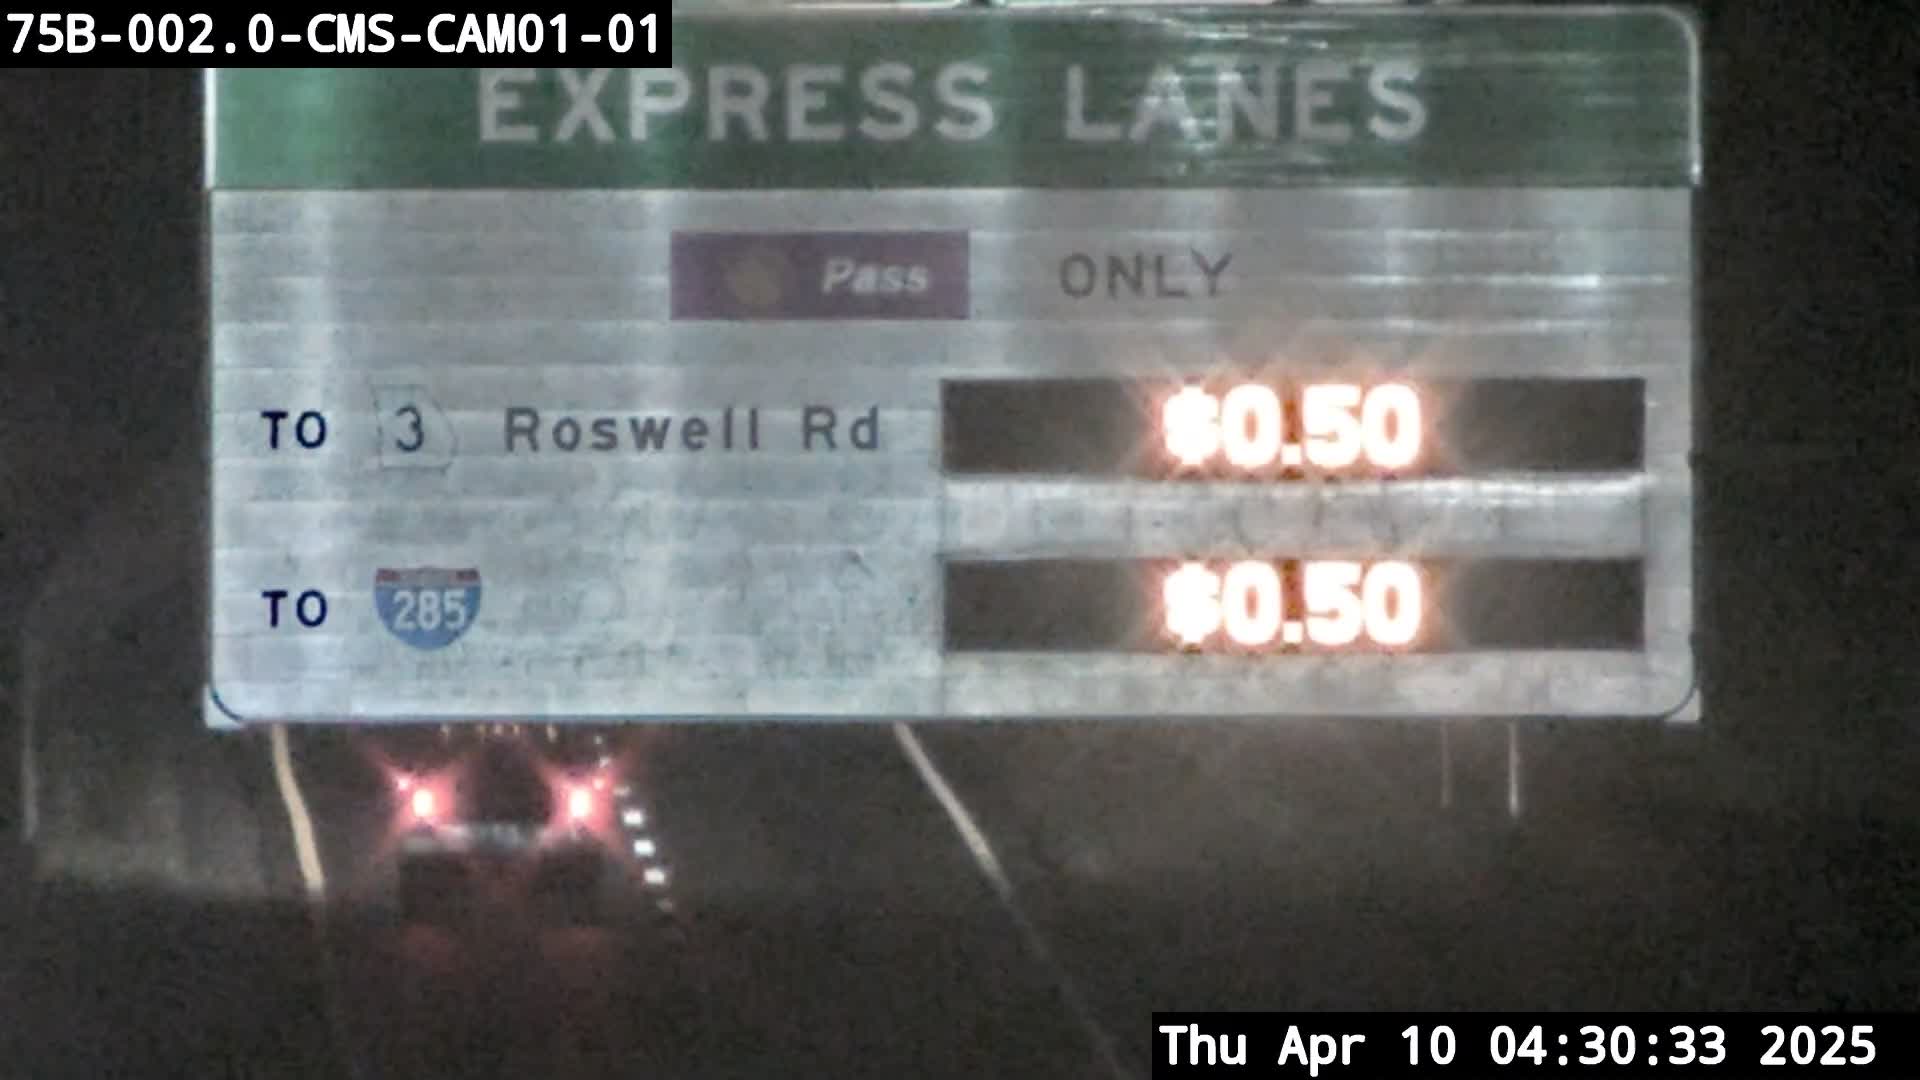 75B-002.0-CMS-CAM01-01
EXPRESS LANES
Pass ONLY
TO 3 Roswell Rd $0.50
TO 285 $0.50
Thu Apr 10 04:30:33 2025